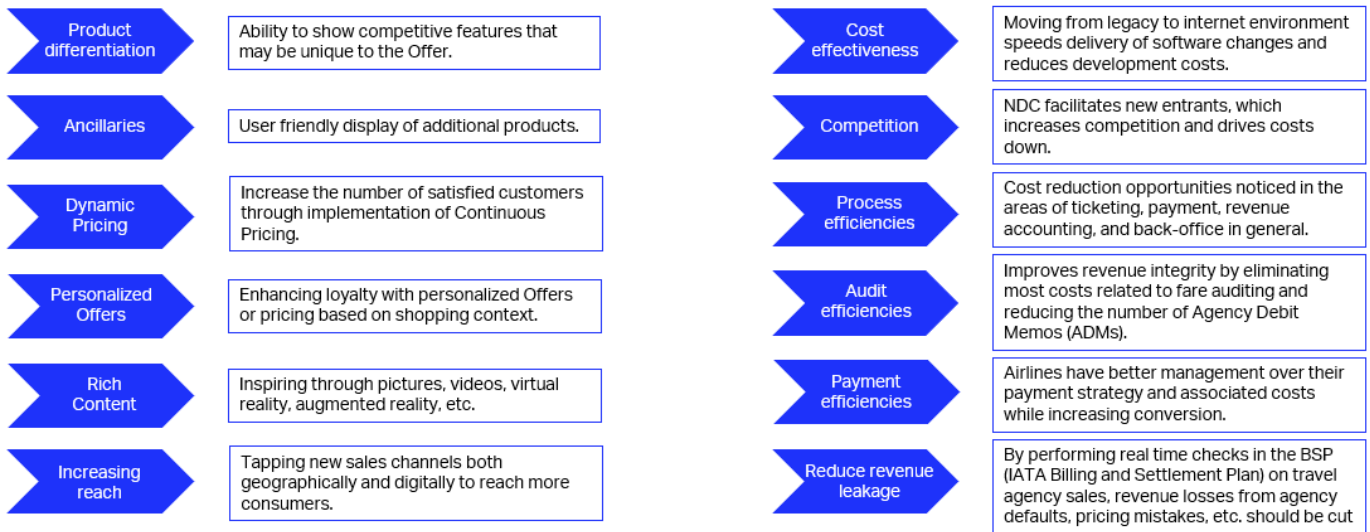 Product
differentiation
Ability to show competitive features that
may be unique to the Offer.
Ancillaries
User friendly display of additional products.
Dynamic
Pricing
Increase the number of satisfied customers
through implementation of Continuous
Pricing.
Personalized
Offers
Enhancing loyalty with personalized Offers
or pricing based on shopping context.
Rich
Content
Inspiring through pictures, videos, virtual
reality, augmented reality, etc.
Increasing
reach
Tapping new sales channels both
geographically and digitally to reach more
consumers.
Cost
effectiveness
Moving from legacy to internet environment
speeds delivery of software changes and
reduces development costs.
Competition
NDC facilitates new entrants, which
increases competition and drives costs
down.
Process
efficiencies
Cost reduction opportunities noticed in the
areas of ticketing, payment, revenue
accounting, and back-office in general.
Audit
efficiencies
Improves revenue integrity by eliminating
most costs related to fare auditing and
reducing the number of Agency Debit
Memos (ADMs).
Payment
efficiencies
Airlines have better management over their
payment strategy and associated costs
while increasing conversion.
Reduce revenue
leakage
By performing real time checks in the BSP
(IATA Billing and Settlement Plan) on travel
agency sales, revenue losses from agency
defaults, pricing mistakes, etc. should be cut